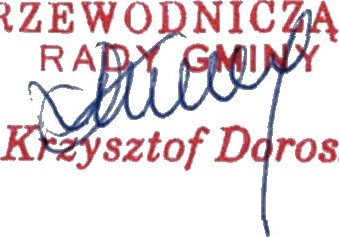 RZEWODNICZĄ
RADY GMINY
Krzysztof Doros